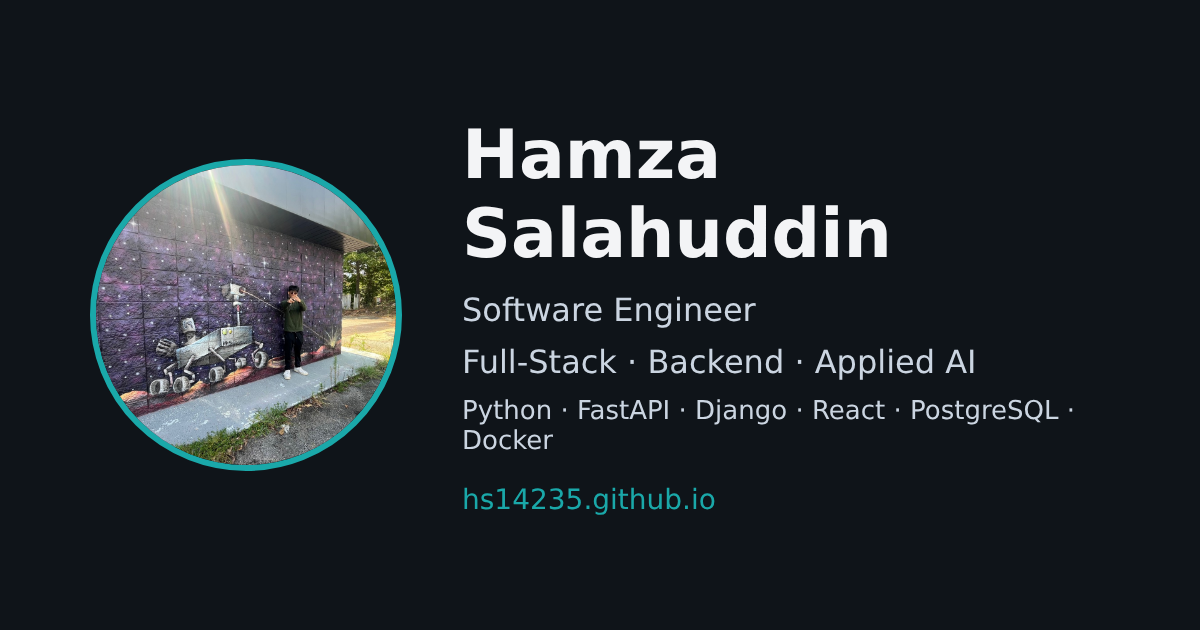 Hamza
Salahuddin
Software Engineer
Full-Stack · Backend · Applied AI
Python · FastAPI · Django · React · PostgreSQL ·
Docker
hs14235.github.io